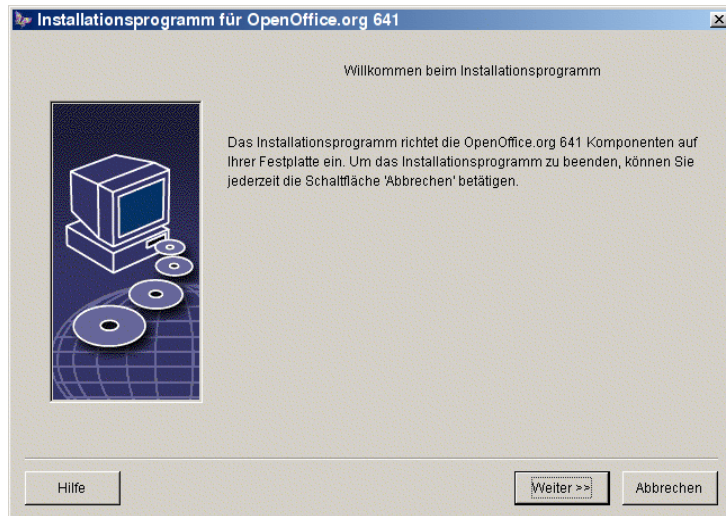 Installationsprogramm für OpenOffice.org 641
Willkommen beim Installationsprogramm
Das Installationsprogramm richtet die OpenOffice.org 641 Komponenten auf
Ihrer Festplatte ein. Um das Installationsprogramm zu beenden, können Sie
jederzeit die Schaltfläche 'Abbrechen' betätigen.
Hilfe
Weiter >>
Abbrechen